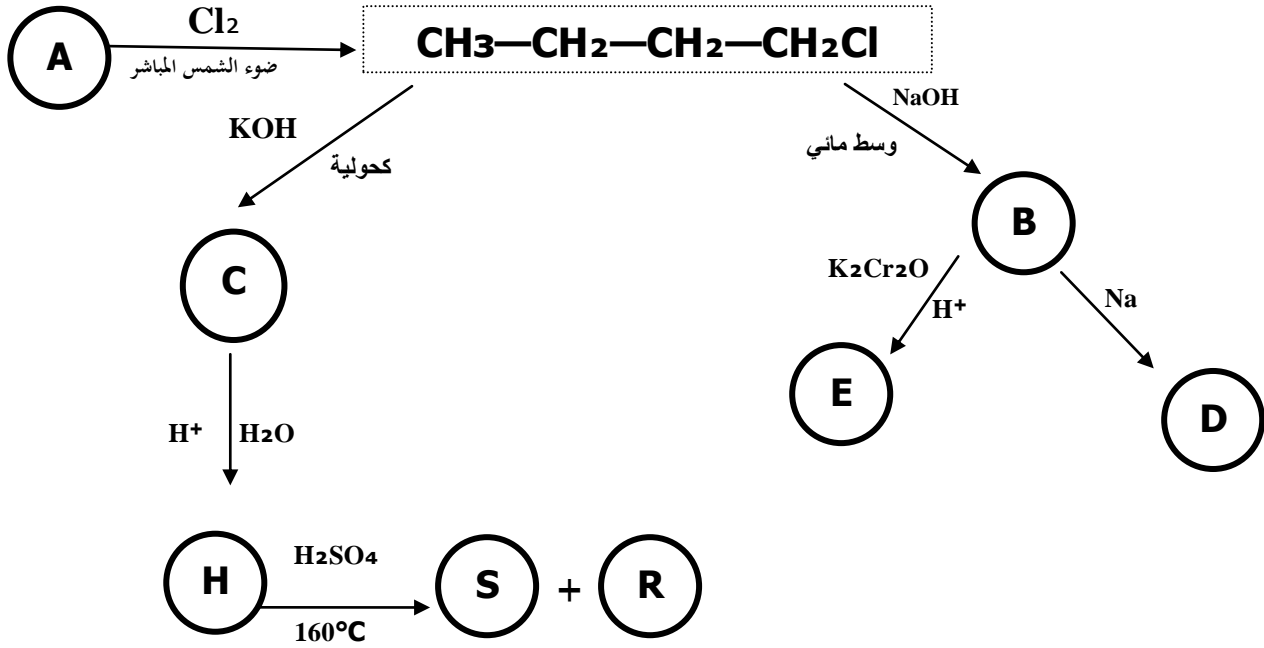 Cl₂
A
CH3—CH₂—CH₂—CH₂Cl
ضوء الشمس المباشر
KOH
كحولية
NaOH
وسط مائي
B
C
K₂Cr₂O
H⁺
Na
E
D
H⁺
H₂O
H
H₂SO₄
160°C
S + R